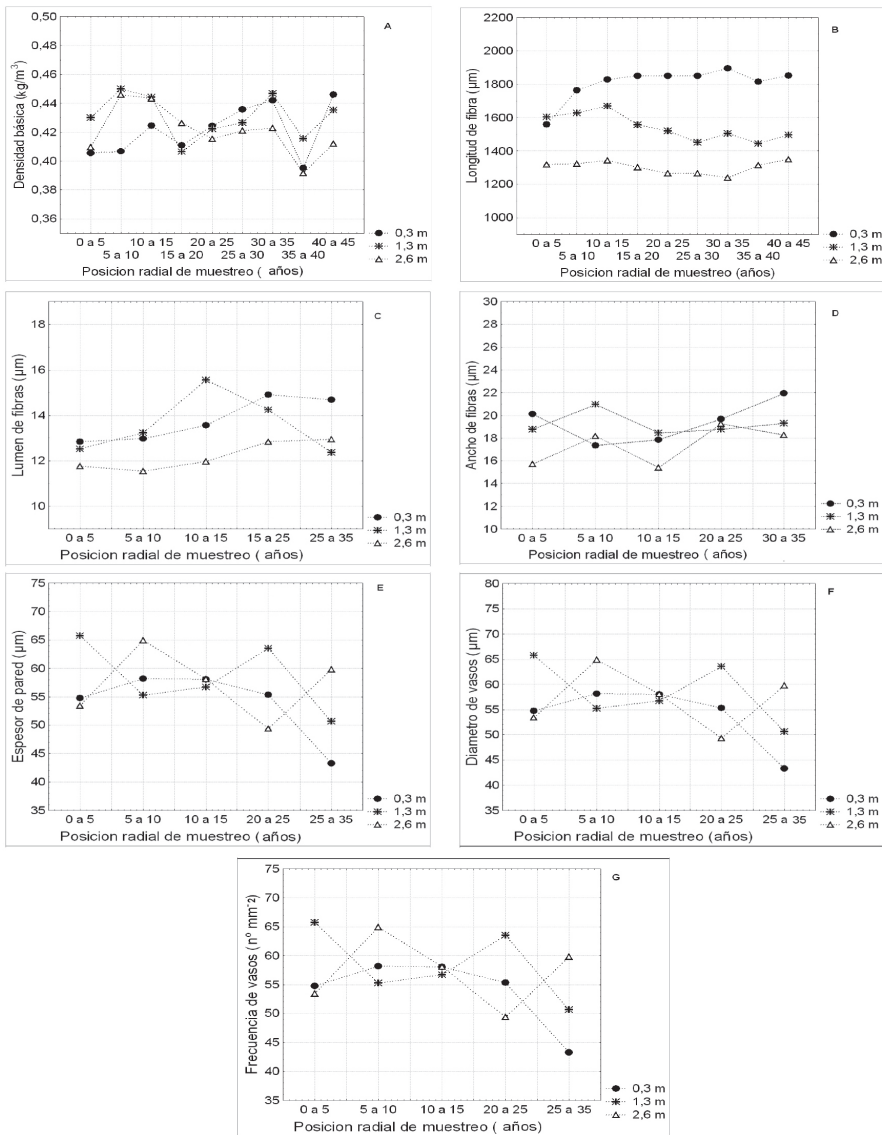 A
Densidad básica (kg/m³)
0,50
0,48
0,46
0,44
0,42
0,40
0,38
0,36
0 a 5 10 a 15 20 a 25 30 a 35 40 a 45
5 a 10 15 a 20 25 a 30 35 a 40
Posicion radial de muestreo ( años)
0,3 m
1,3 m
2,6 m
B
Longitud de fibra (µm)
2200
2000
1800
1600
1400
1200
1000
0 a 5 10 a 15 20 a 25 30 a 35 40 a 45
5 a 10 15 a 20 25 a 30 35 a 40
Posicion radial de muestreo (años)
0,3 m
1,3 m
2,6 m
C
Lumen de fibras (µm)
18
16
14
12
10
0 a 5 5 a 10 10 a 15 15 a 20 25 a 35
Posicion radial de muestreo ( años)
0,3 m
1,3 m
2,6 m
D
Ancho de fibras (µm)
30
28
26
24
22
20
18
16
14
12
10
0 a 5 5 a 10 10 a 15 20 a 25 30 a 35
Posicion radial de muestreo ( años)
0,3 m
1,3 m
2,6 m
E
Espesor de pared (µm)
75
70
65
60
55
50
45
40
35
0 a 5 5 a 10 10 a 15 20 a 25 25 a 35
Posicion radial de muestreo ( años)
0,3 m
1,3 m
2,6 m
F
Diametro de vasos (µm)
80
75
70
65
60
55
50
45
40
35
0 a 5 5 a 10 10 a 15 20 a 25 25 a 35
Posicion radial de muestreo ( años)
0,3 m
1,3 m
2,6 m
G
Frecuencia de vasos (nº mm⁻²)
75
70
65
60
55
50
45
40
35
0 a 5 5 a 10 10 a 15 20 a 25 25 a 35
Posicion radial de muestreo ( años)
0,3 m
1,3 m
2,6 m